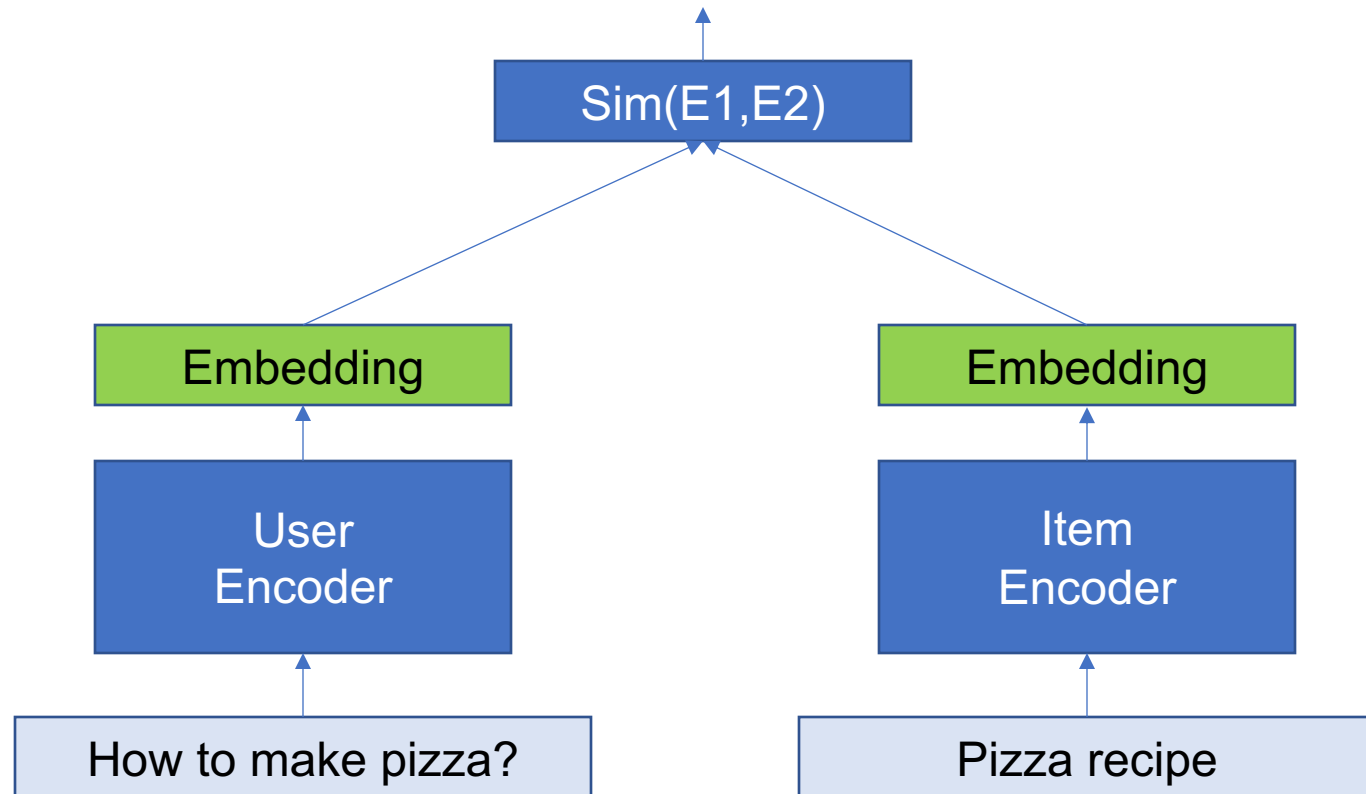 Sim(E1,E2)
Embedding
Embedding
User
Encoder
Item
Encoder
How to make pizza?
Pizza recipe